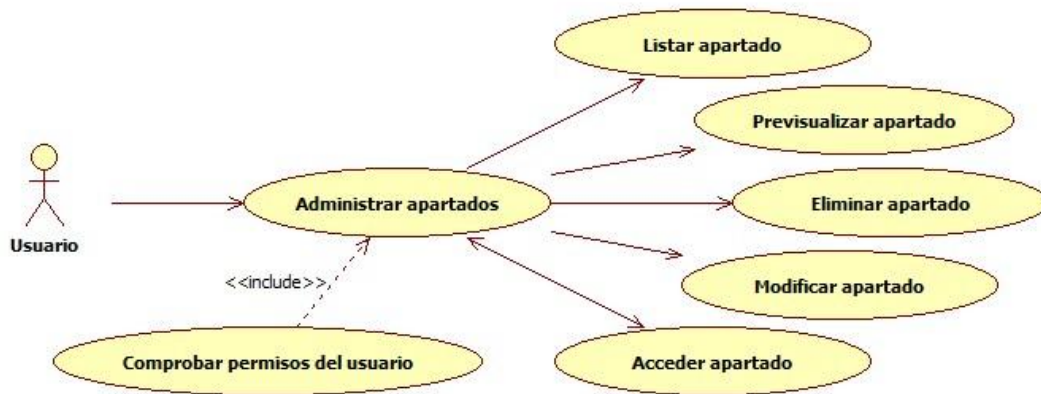 Listar apartado
Previsualizar apartado
Administrar apartados
Eliminar apartado
Usuario
<<include>>
Modificar apartado
Comprobar permisos del usuario
Acceder apartado